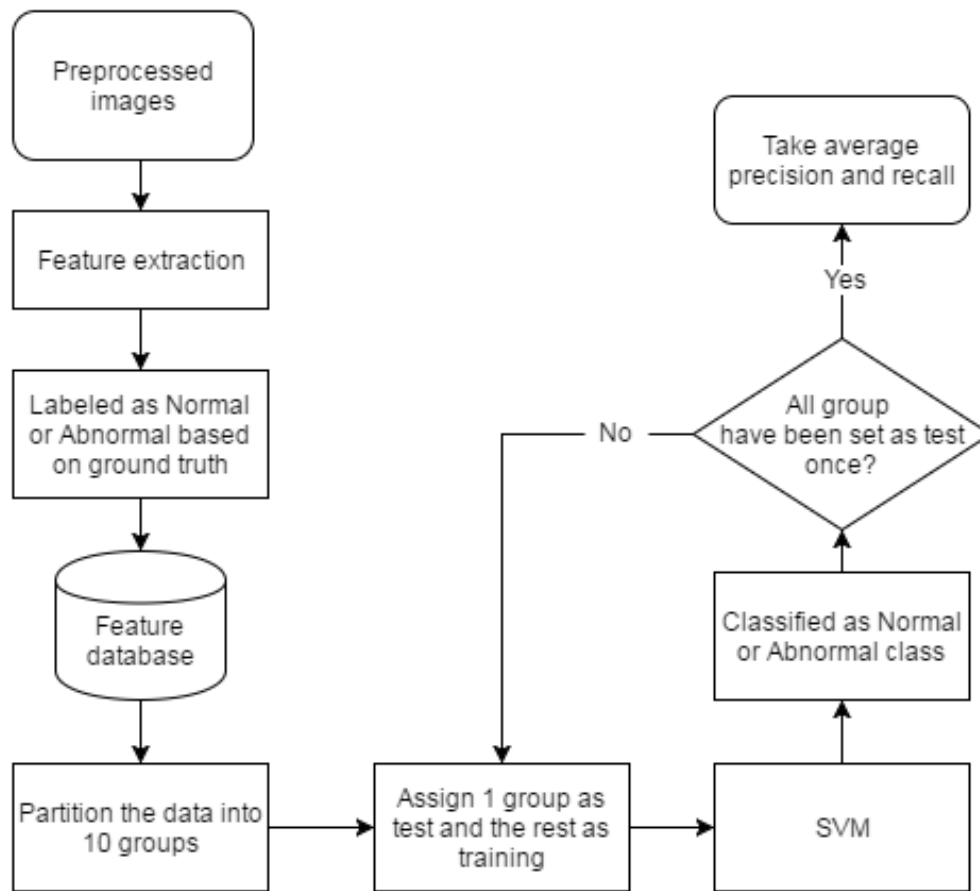 Preprocessed
images
Feature extraction
Labeled as Normal
or Abnormal based
on ground truth
Feature
database
Partition the data into
10 groups
Assign 1 group as
test and the rest as
training
SVM
Classified as Normal
or Abnormal class
All group
have been set as test
once?
No
Yes
Take average
precision and recall